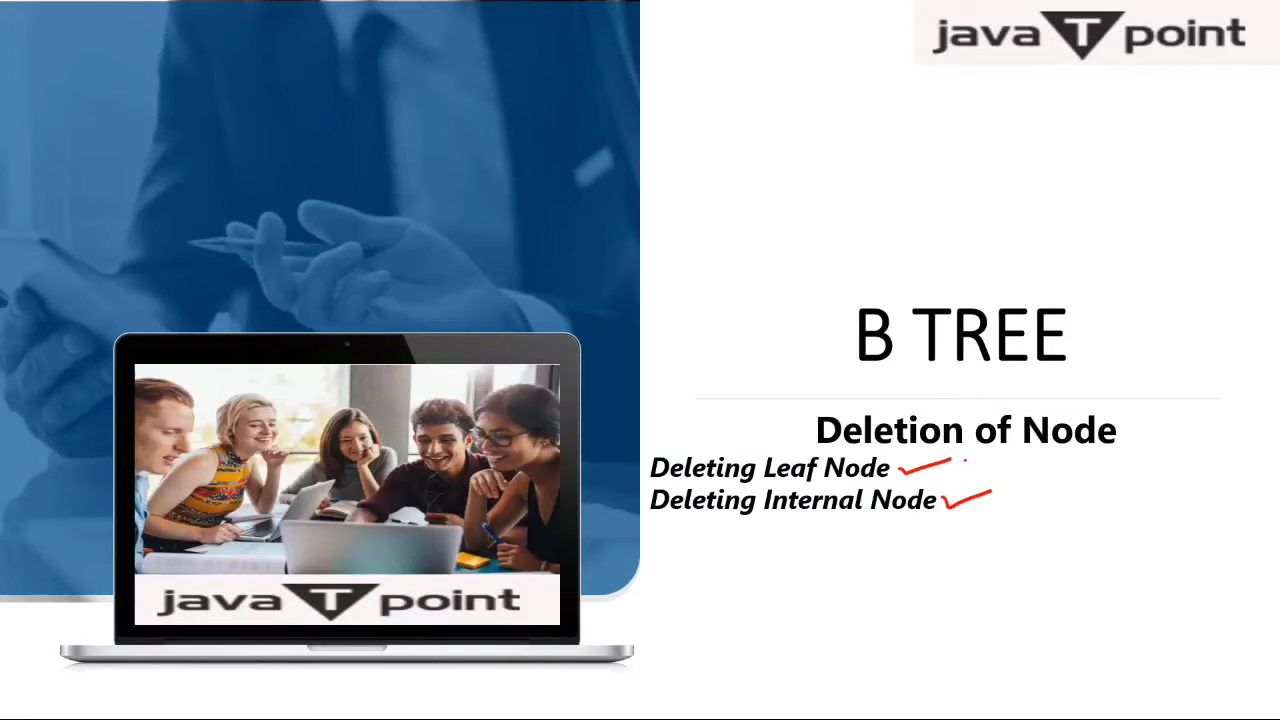 java T point
B TREE
Deletion of Node
Deleting Leaf Node
Deleting Internal Node
java T point